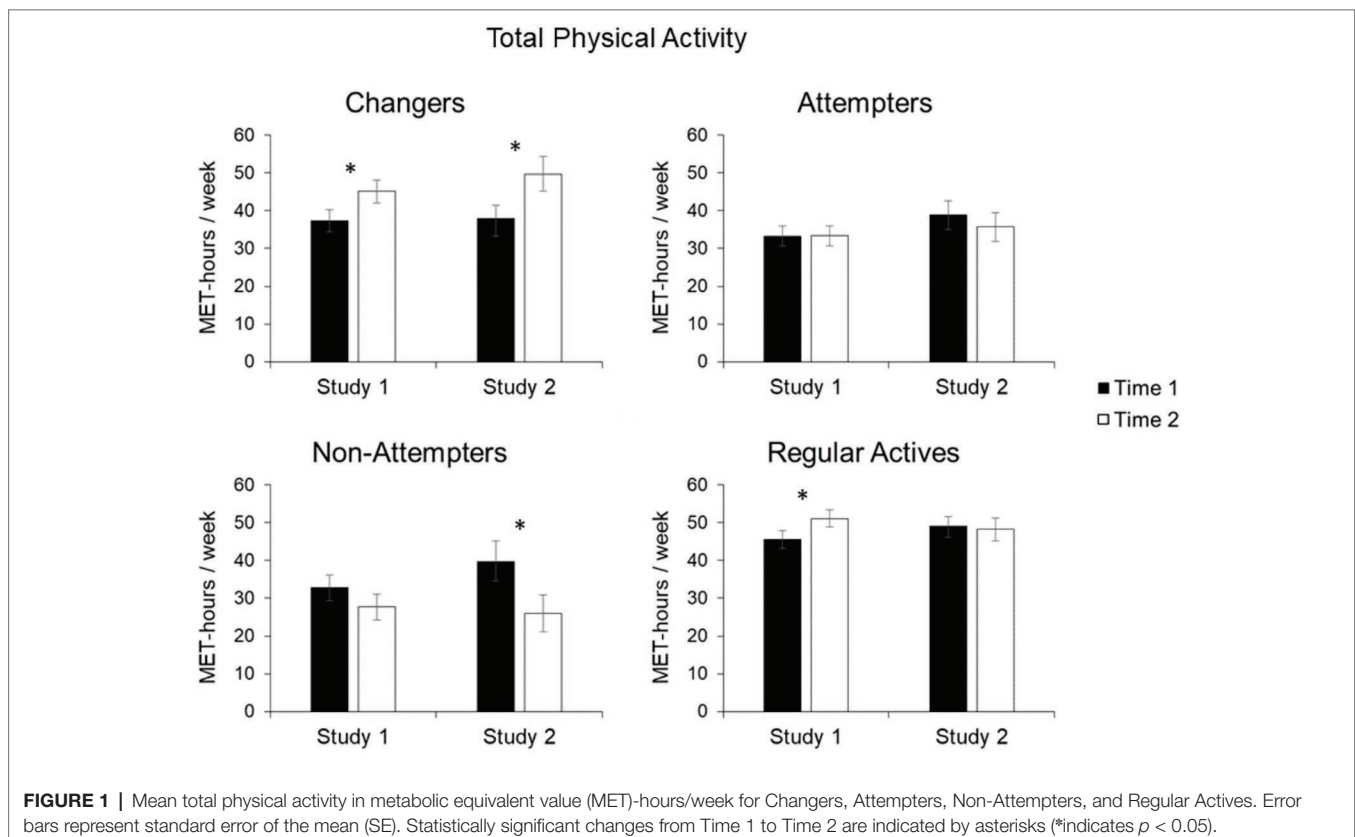 Total Physical Activity
Changers
MET-hours / week
60
50
40
30
20
10
0
*
*
Study 1
Study 2
Attempters
MET-hours / week
60
50
40
30
20
10
0
Study 1
Study 2
Time 1
Time 2
Non-Attempters
MET-hours / week
60
50
40
30
20
10
0
*
Study 1
Study 2
Regular Actives
MET-hours / week
60
50
40
30
20
10
0
*
Study 1
Study 2
FIGURE 1 | Mean total physical activity in metabolic equivalent value (MET)-hours/week for Changers, Attempters, Non-Attempters, and Regular Actives. Error
bars represent standard error of the mean (SE). Statistically significant changes from Time 1 to Time 2 are indicated by asterisks (*indicates p < 0.05).